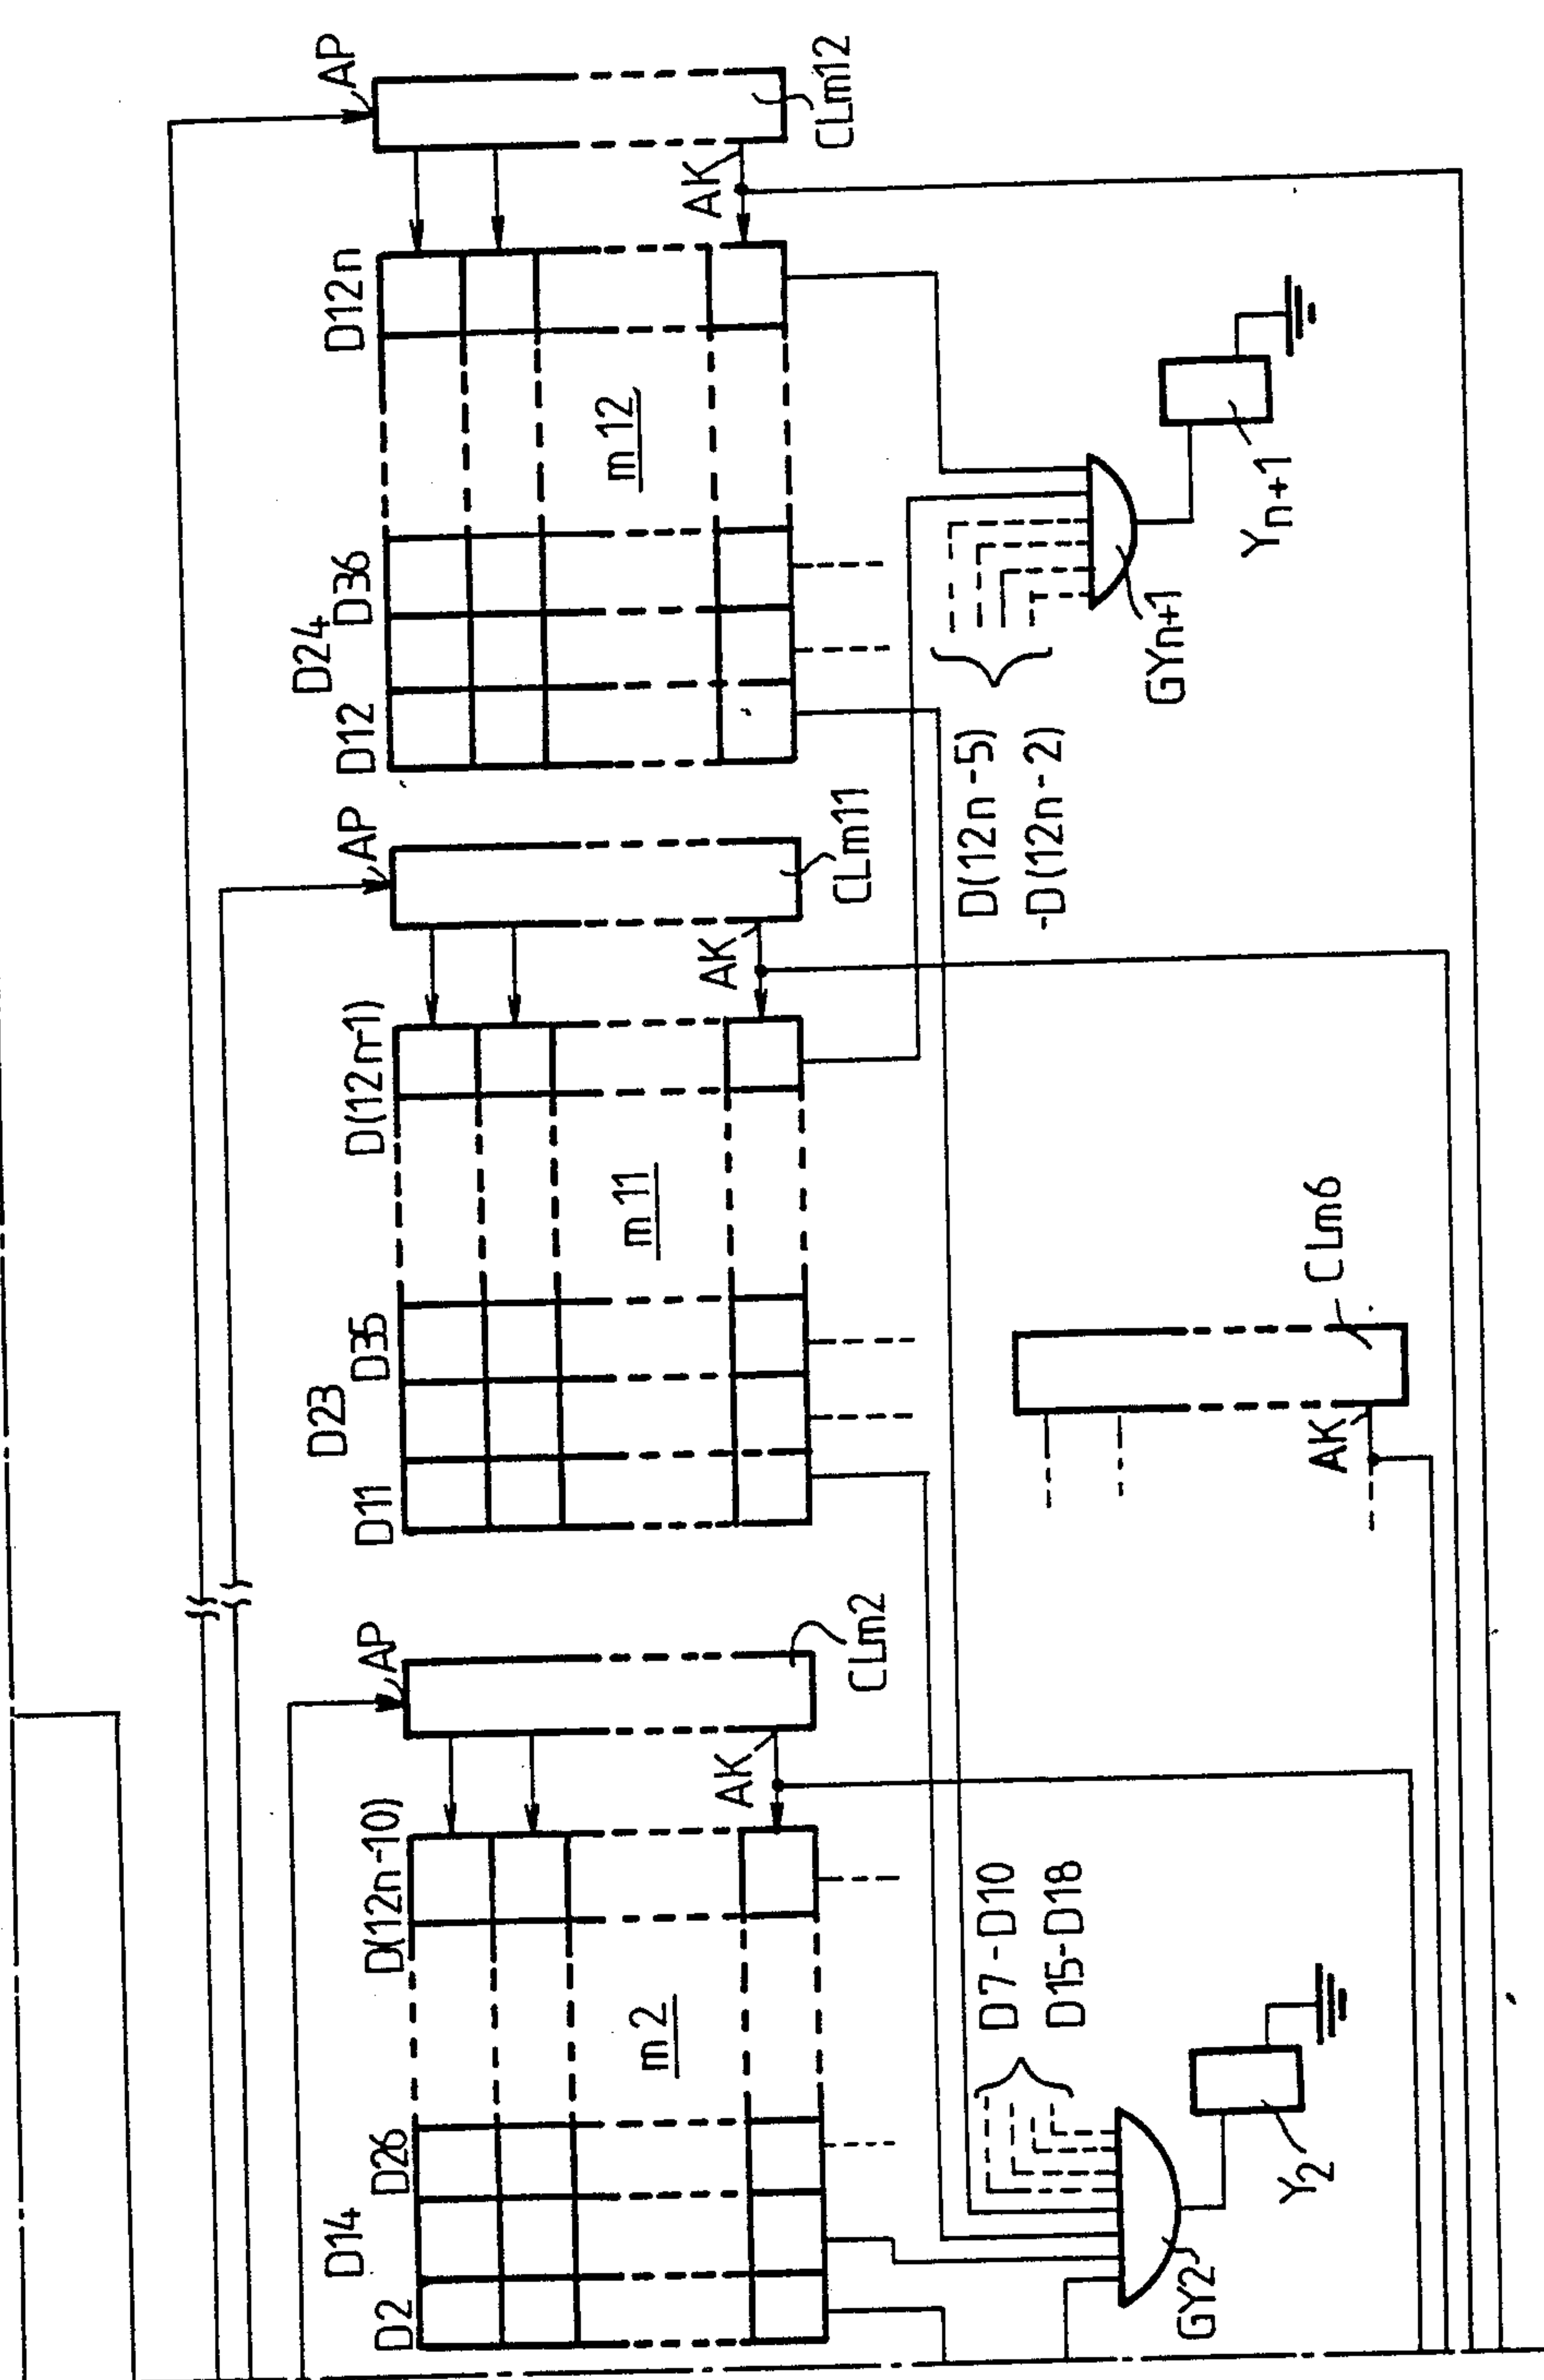 D2
D14
D26
D(12n-10)
AP
m2
AK
CLm2
D11
D23
D35
D(12n-1)
AP
m11
AK
CLm11
D12
D24
D36
D12n
AP
m12
AK
CLm12
D7-D10
D15-D18
GY2
Y2
AK
CLm6
D(12n-5)
-D(12n-2)
GYn+1
Yn+1